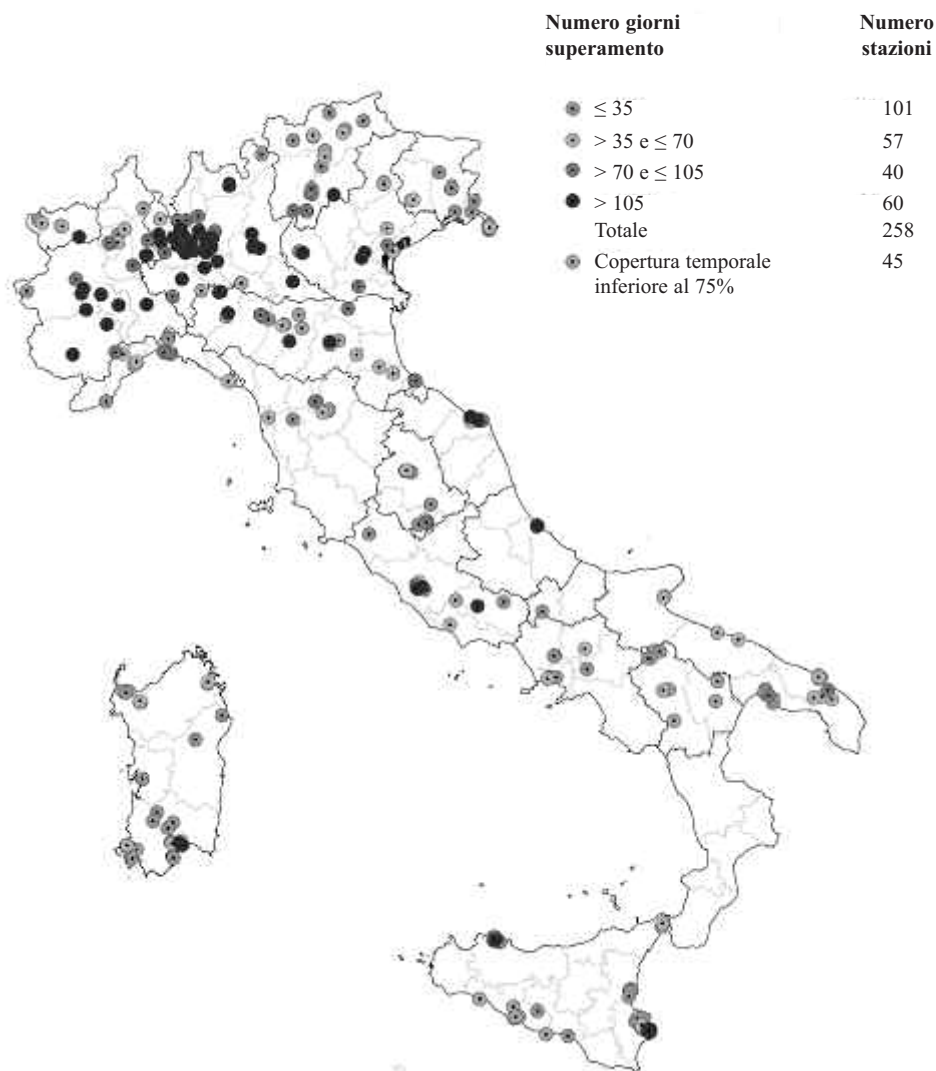 Numero giorni superamento
Numero stazioni
≤ 35 101
> 35 e ≤ 70 57
> 70 e ≤ 105 40
> 105 60
Totale 258
Copertura temporale 45
inferiore al 75%